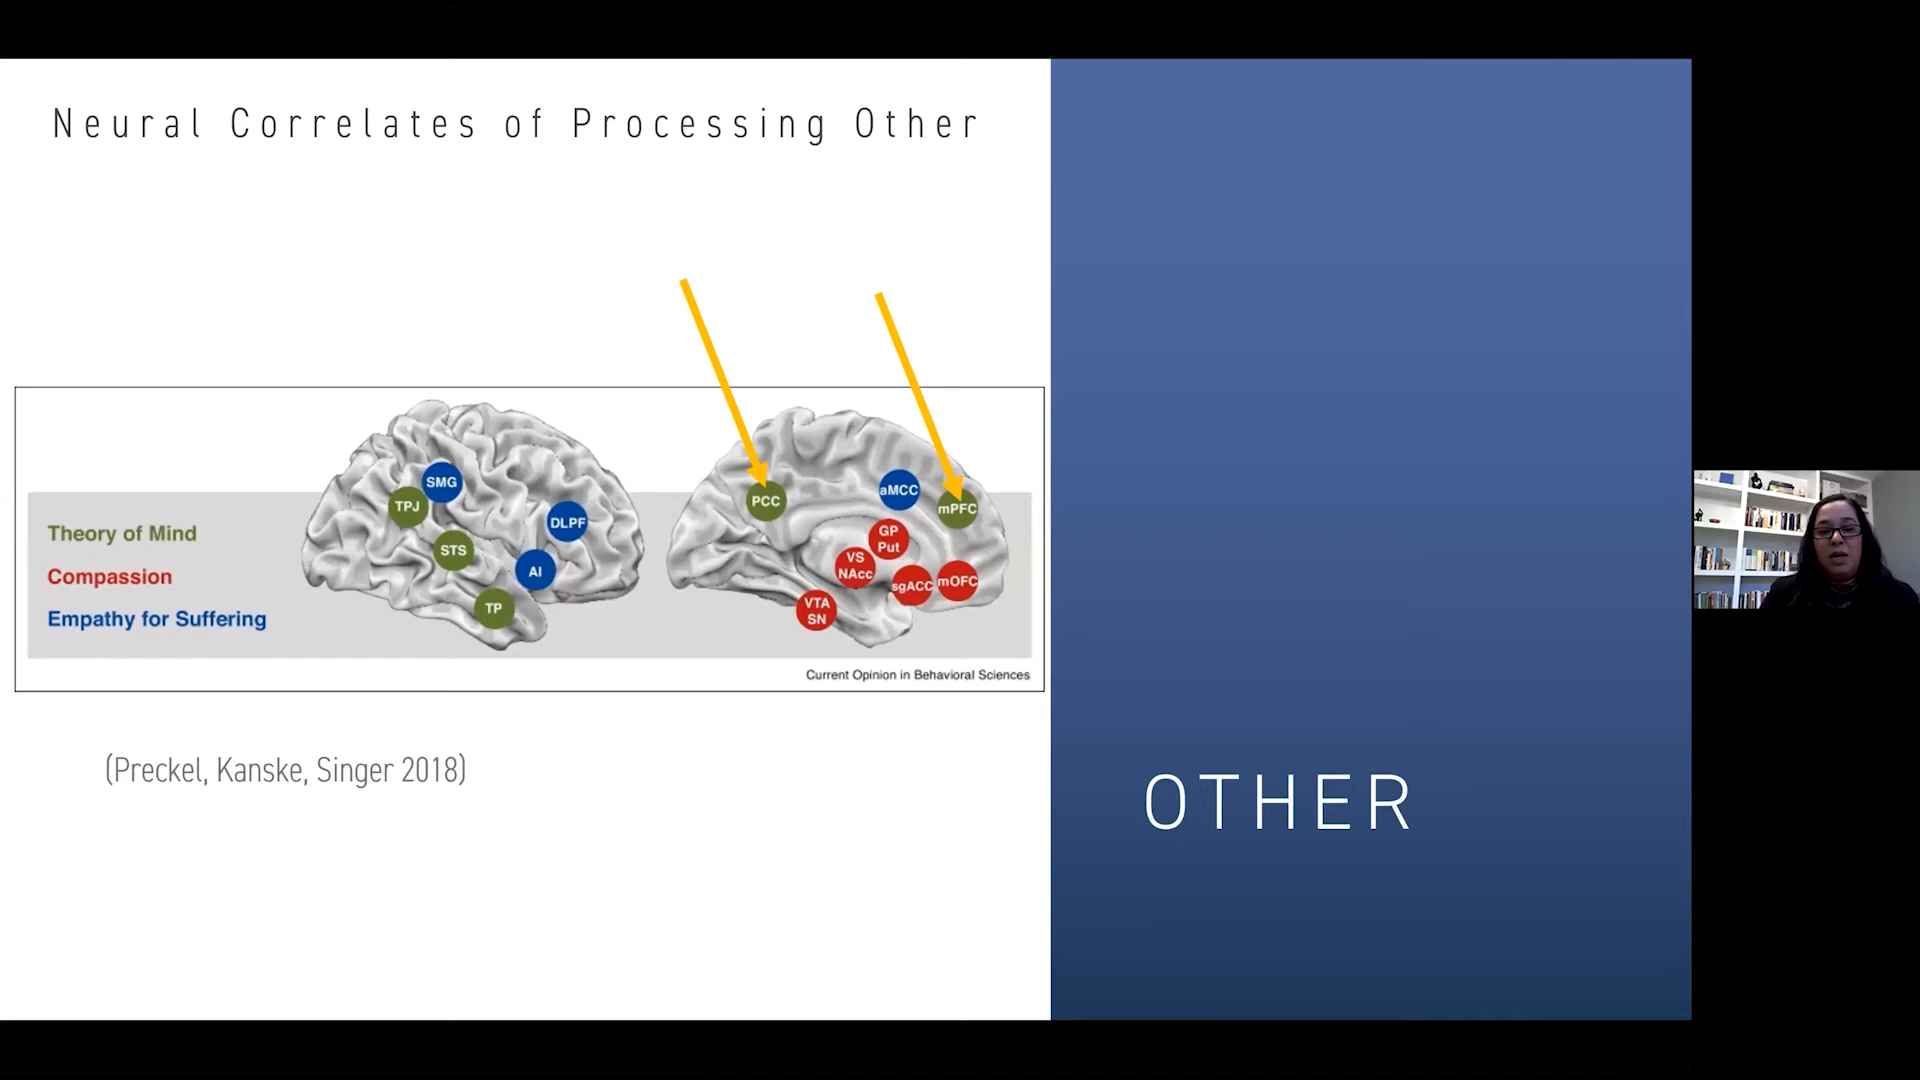 Neural Correlates of Processing Other
SMG
TPJ
DLPF
STS
AI
TP
PCC
aMCC
mPFC
GP
Put
VS
NAcc
sgACC
mOFC
VTA
SN
Theory of Mind
Compassion
Empathy for Suffering
Current Opinion in Behavioral Sciences
(Preckel, Kanske, Singer 2018)
OTHER